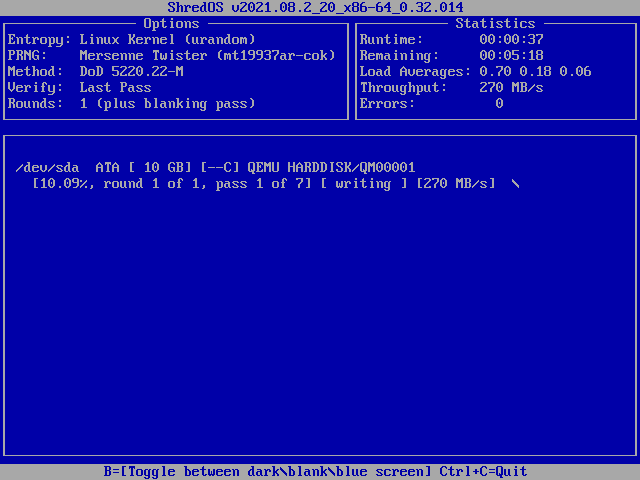 ShredOS v2021.08.2_20_x86-64_0.32.014
Options
Entropy: Linux Kernel (urandom)
PRNG: Mersenne Twister (mt19937ar-cok)
Method: DoD 5220.22-M
Verify: Last Pass
Rounds: 1 (plus blanking pass)
Statistics
Runtime: 00:00:37
Remaining: 00:05:18
Load Averages: 0.70 0.18 0.06
Throughput: 270 MB/s
Errors: 0
/dev/sda ATA [ 10 GB] [--C] QEMU HARDDISK/QM00001
[10.09%, round 1 of 1, pass 1 of 7] [ writing ] [270 MB/s] \
B=[Toggle between dark\blank\blue screen] Ctrl+C=Quit